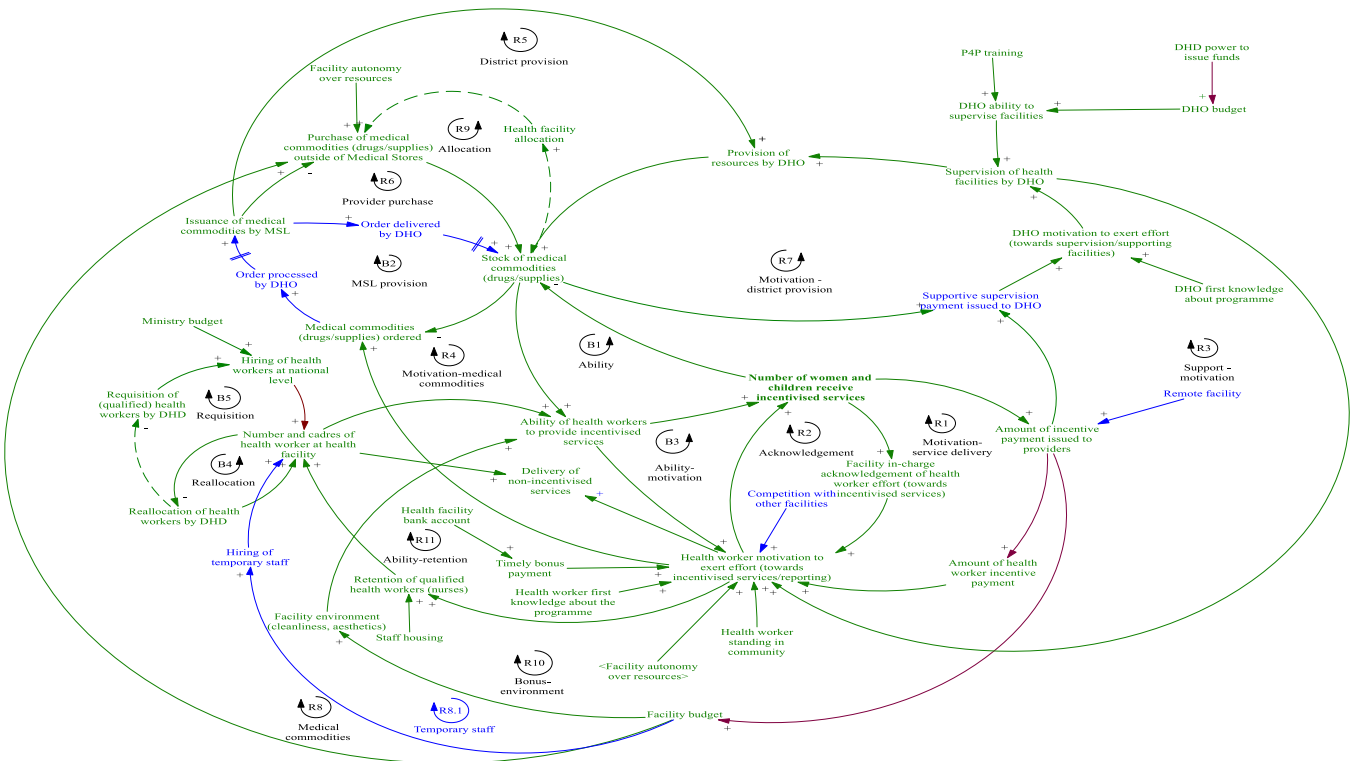 R5
District provision
P4P training
DHD power to
issue funds
Facility autonomy
over resources
DHO ability to
supervise facilities
DHO budget
Purchase of medical
commodities (drugs/supplies)
outside of Medical Stores
R9
Allocation
Health facility
allocation
Provision of
resources by DHO
Supervision of health
facilities by DHO
R6
Provider purchase
Issuance of medical
commodities by MSL
Order delivered
by DHO
DHO motivation to exert effort
(towards supervision/supporting
facilities)
B2
MSL provision
Stock of medical
commodities
(drugs/supplies)
R7
Motivation -
district provision
Order processed
by DHO
DHO first knowledge
about programme
Supportive supervision
payment issued to DHO
Ministry budget
Medical commodities
(drugs/supplies) ordered
Hiring of health
workers at national
level
R4
Motivation-medical
commodities
B1
Ability
R3
Support -
motivation
Number of women and
children receive
incentivised services
Remote facility
Requisition of
(qualified) health
workers by DHD
B5
Requisition
Number and cadres of
health worker at health
facility
Ability of health workers
to provide incentivised
services
R2
Acknowledgement
R1
Motivation-
service delivery
Amount of incentive
payment issued to
providers
B3
Ability-
motivation
B4
Reallocation
Delivery of
non-incentivised
services
Facility in-charge
acknowledgement of health
worker effort (towards
incentivised services)
Competition with
other facilities
Reallocation of health
workers by DHD
Health facility
bank account
R11
Ability-retention
Hiring of
temporary staff
Timely bonus
payment
Health worker motivation to
exert effort (towards
incentivised services/reporting)
Amount of health
worker incentive
payment
Retention of qualified
health workers (nurses)
Health worker first
knowledge about the
programme
Facility environment
(cleanliness, aesthetics)
Staff housing
Health worker
standing in
community
<Facility autonomy
over resources>
R10
Bonus-
environment
R8
Medical
commodities
R8.1
Temporary staff
Facility budget